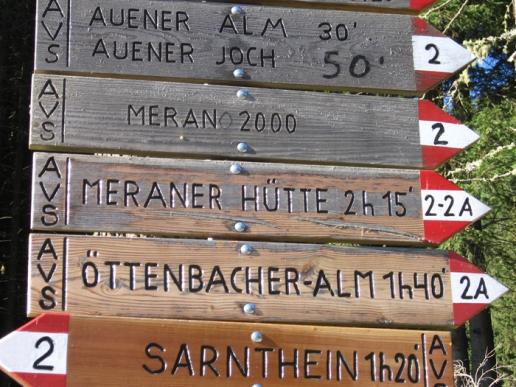 AVS AUENER ALM 30'
AUENER JOCH 50' 2
AVS MERANO 2000 2
AVS MERANER HÜTTE 2h 15' 2-2A
AVS ÖTTENBACHER-ALM 1h40' 2A
2 SARNTHEIN 1h20' AV